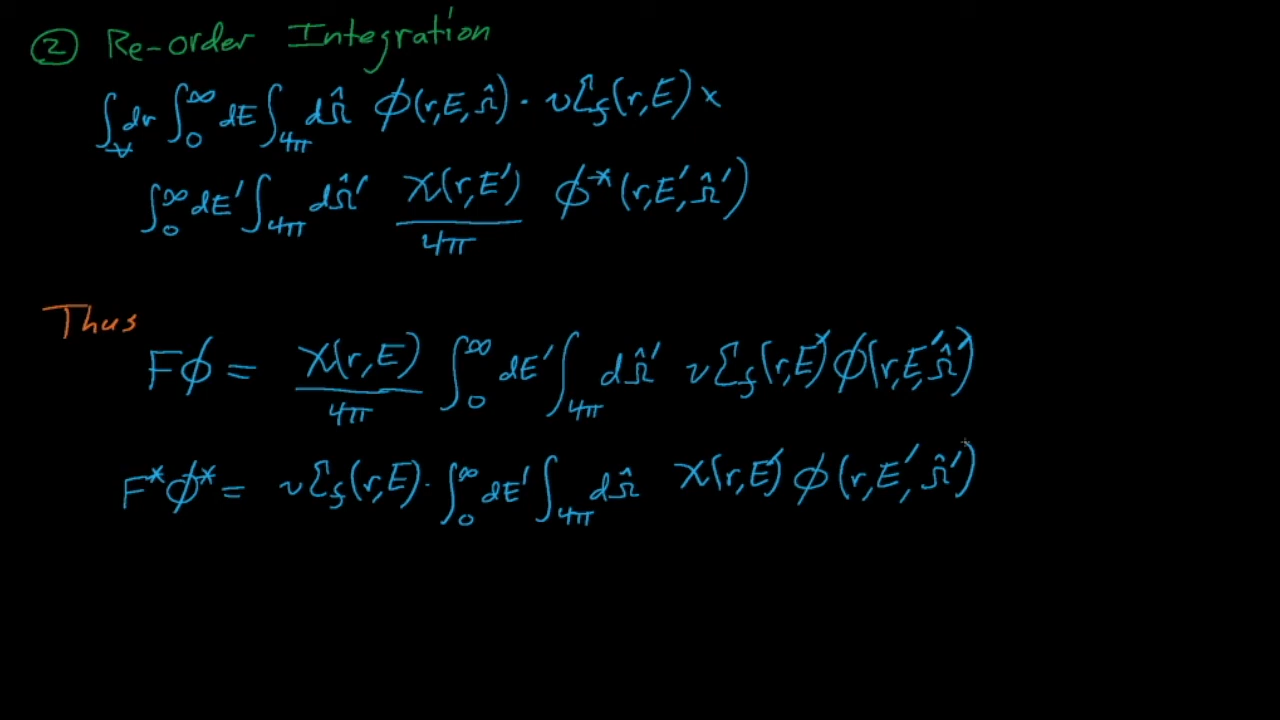 ② Re-order Integration
∫_V dr ∫_0^∞ dE ∫_4π dΩ̂ ϕ(r,E,Ω̂) · νΣ_f(r,E) ×
∫_0^∞ dE′ ∫_4π dΩ̂′ χ(r,E′)/4π ϕ*(r,E′,Ω̂′)
Thus
Fϕ = χ(r,E)/4π ∫_0^∞ dE′ ∫_4π dΩ̂′ νΣ_f(r,E′) ϕ(r,E′,Ω̂′)
F*ϕ* = νΣ_f(r,E) · ∫_0^∞ dE′ ∫_4π dΩ̂ χ(r,E′) ϕ(r,E′,Ω̂′)